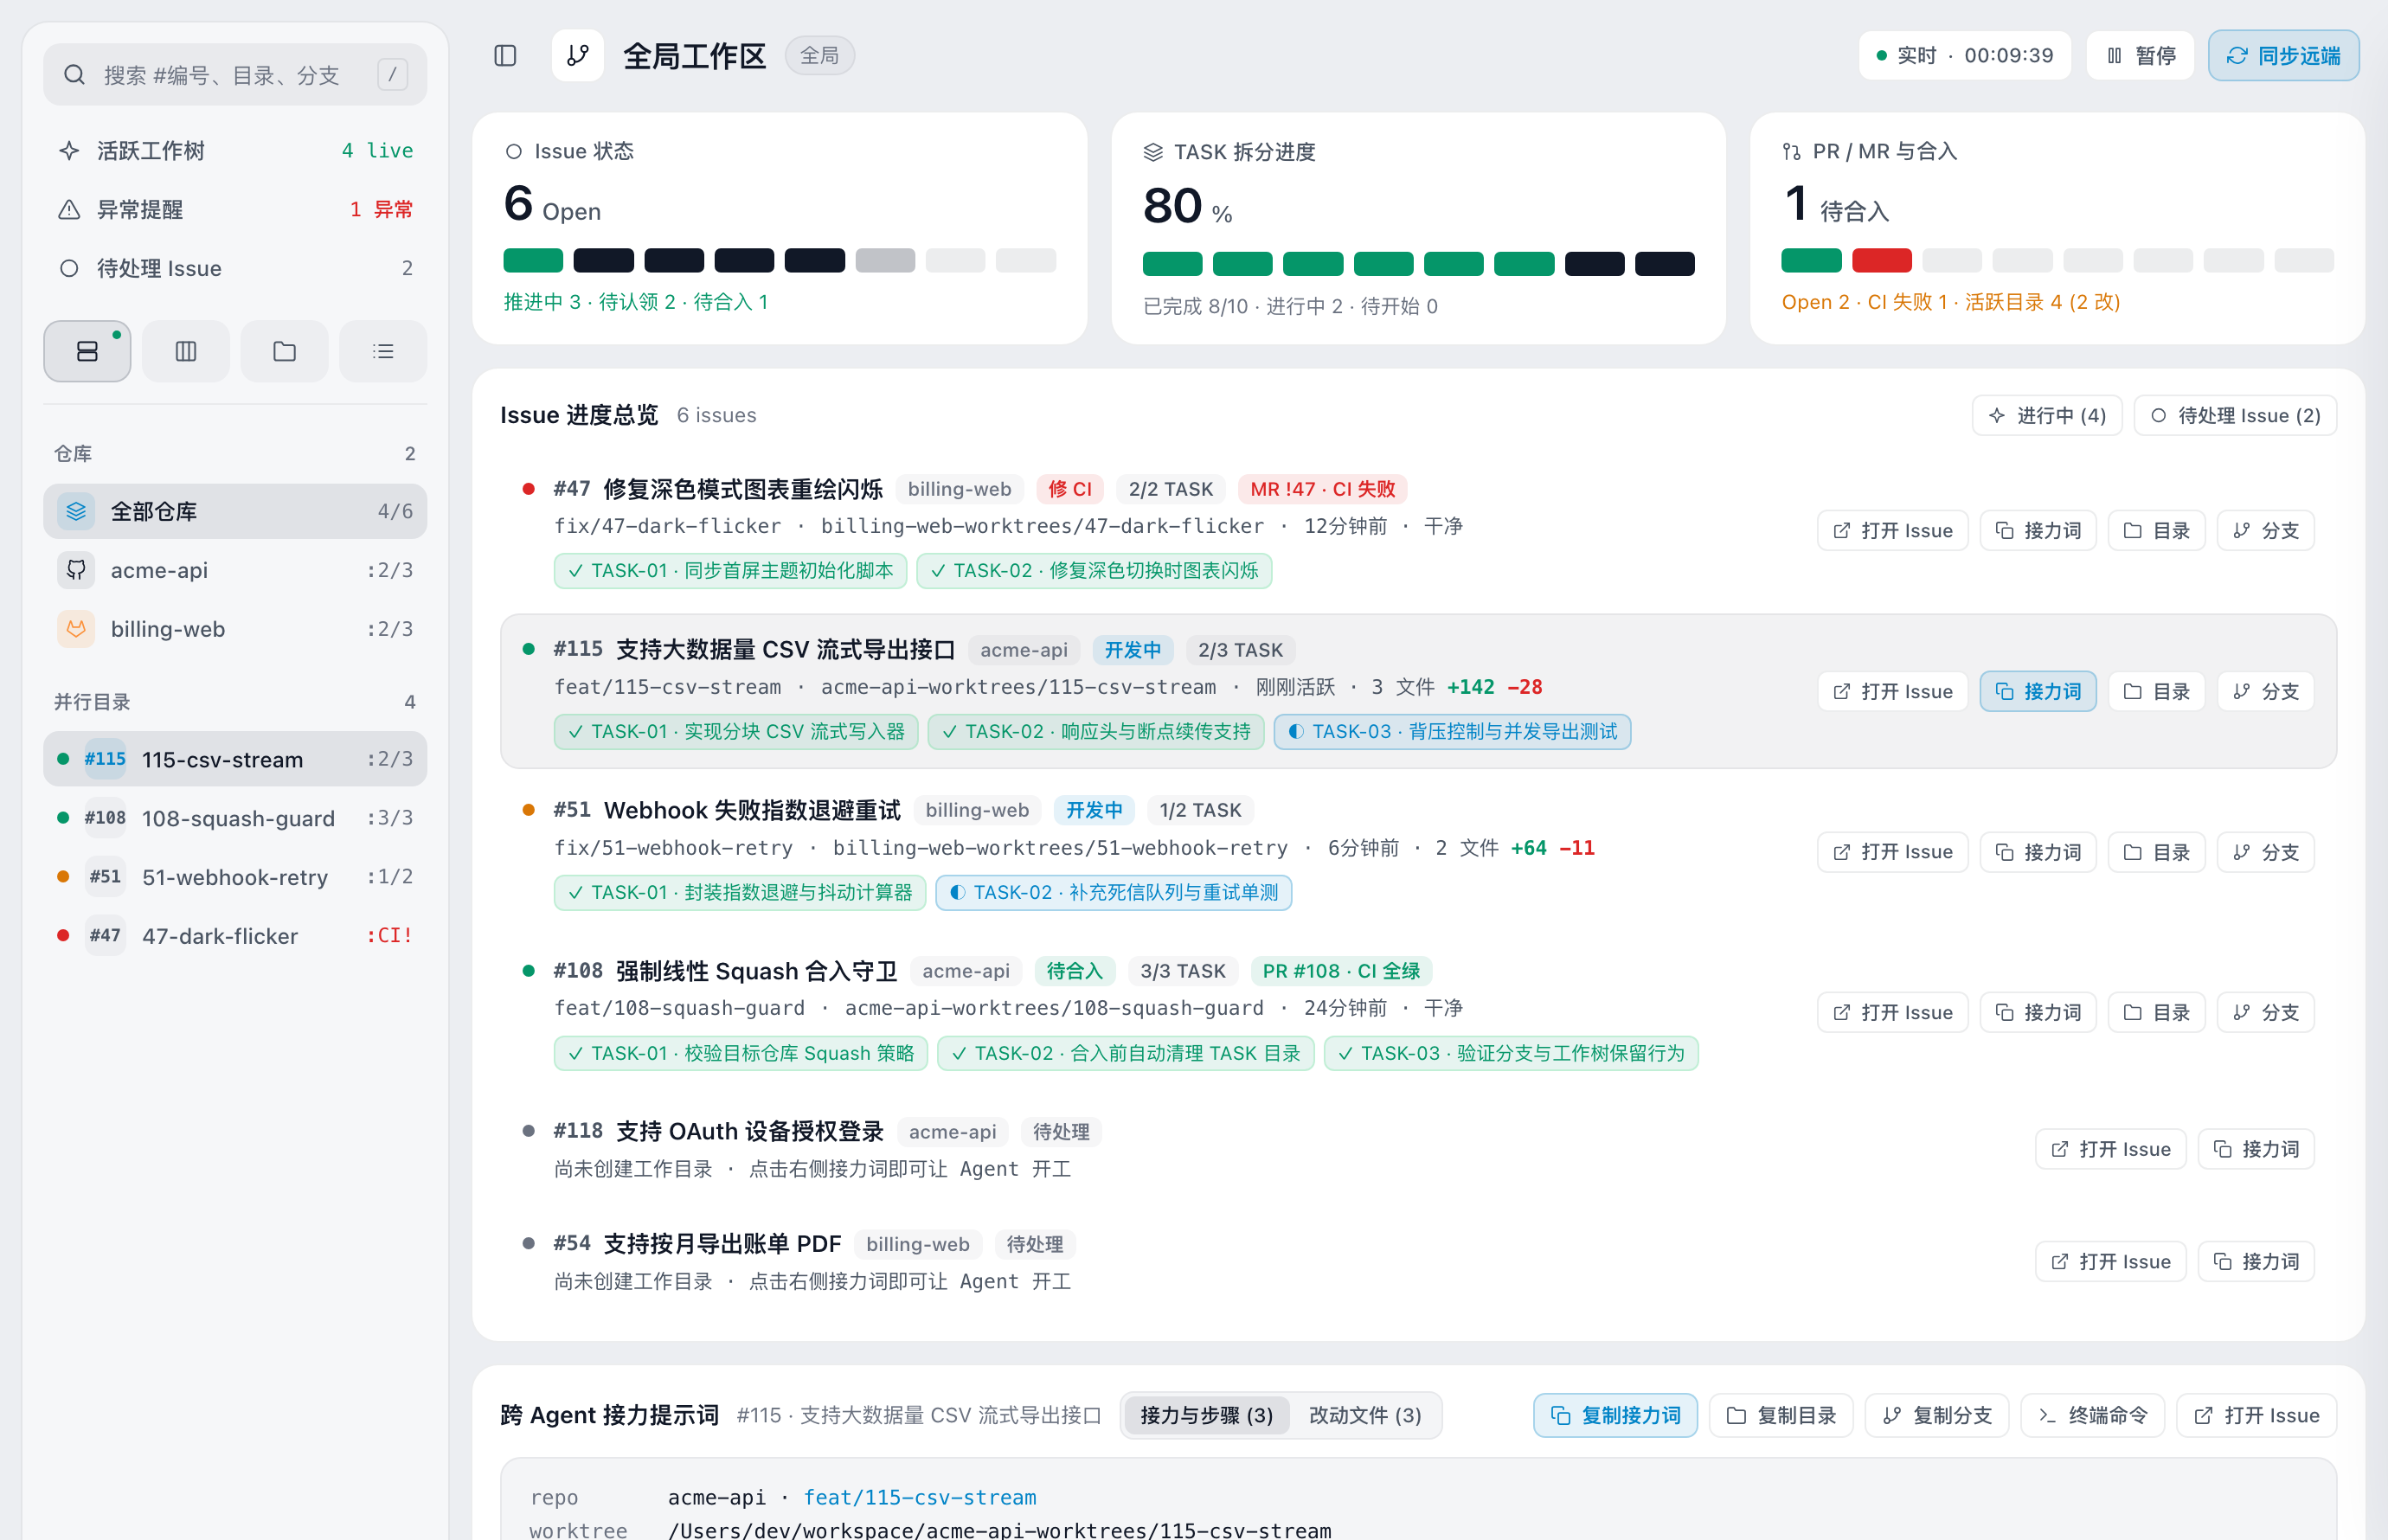 搜索 #编号、目录、分支 /
活跃工作树 4 live
异常提醒 1 异常
待处理 Issue 2
仓库 2
全部仓库 4/6
acme-api :2/3
billing-web :2/3
并行目录 4
#115 115-csv-stream :2/3
#108 108-squash-guard :3/3
#51 51-webhook-retry :1/2
#47 47-dark-flicker :CI!
全局工作区 全局
实时 · 00:09:39 暂停 同步远端
Issue 状态
6 Open
推进中 3 · 待认领 2 · 待合入 1
TASK 拆分进度
80 %
已完成 8/10 · 进行中 2 · 待开始 0
PR / MR 与合入
1 待合入
Open 2 · CI 失败 1 · 活跃目录 4 (2 改)
Issue 进度总览 6 issues 进行中 (4) 待处理 Issue (2)
#47 修复深色模式图表重绘闪烁 billing-web 修 CI 2/2 TASK MR !47 · CI 失败
fix/47-dark-flicker · billing-web-worktrees/47-dark-flicker · 12分钟前 · 干净
打开 Issue 接力词 目录 分支
✓ TASK-01 · 同步首屏主题初始化脚本 ✓ TASK-02 · 修复深色切换时图表闪烁
#115 支持大数据量 CSV 流式导出接口 acme-api 开发中 2/3 TASK
feat/115-csv-stream · acme-api-worktrees/115-csv-stream · 刚刚活跃 · 3 文件 +142 −28
打开 Issue 接力词 目录 分支
✓ TASK-01 · 实现分块 CSV 流式写入器 ✓ TASK-02 · 响应头与断点续传支持 ◐ TASK-03 · 背压控制与并发导出测试
#51 Webhook 失败指数退避重试 billing-web 开发中 1/2 TASK
fix/51-webhook-retry · billing-web-worktrees/51-webhook-retry · 6分钟前 · 2 文件 +64 −11
打开 Issue 接力词 目录 分支
✓ TASK-01 · 封装指数退避与抖动计算器 ◐ TASK-02 · 补充死信队列与重试单测
#108 强制线性 Squash 合入守卫 acme-api 待合入 3/3 TASK PR #108 · CI 全绿
feat/108-squash-guard · acme-api-worktrees/108-squash-guard · 24分钟前 · 干净
打开 Issue 接力词 目录 分支
✓ TASK-01 · 校验目标仓库 Squash 策略 ✓ TASK-02 · 合入前自动清理 TASK 目录 ✓ TASK-03 · 验证分支与工作树保留行为
#118 支持 OAuth 设备授权登录 acme-api 待处理
尚未创建工作目录 · 点击右侧接力词即可让 Agent 开工
打开 Issue 接力词
#54 支持按月导出账单 PDF billing-web 待处理
尚未创建工作目录 · 点击右侧接力词即可让 Agent 开工
打开 Issue 接力词
跨 Agent 接力提示词 #115 · 支持大数据量 CSV 流式导出接口 接力与步骤 (3) 改动文件 (3) 复制接力词 复制目录 复制分支 终端命令 打开 Issue
repo acme-api · feat/115-csv-stream
worktree /Users/dev/workspace/acme-api-worktrees/115-csv-stream